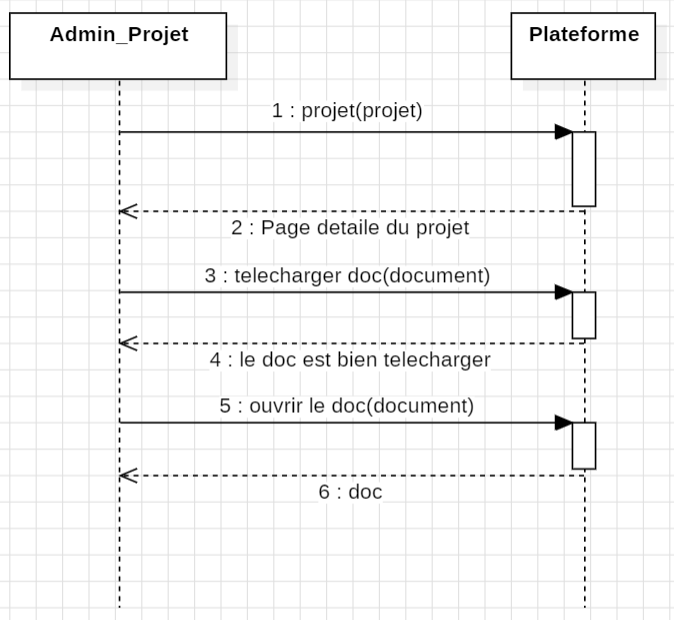 Admin_Projet
Plateforme
1 : projet(projet)
2 : Page detaile du projet
3 : telecharger doc(document)
4 : le doc est bien telecharger
5 : ouvrir le doc(document)
6 : doc